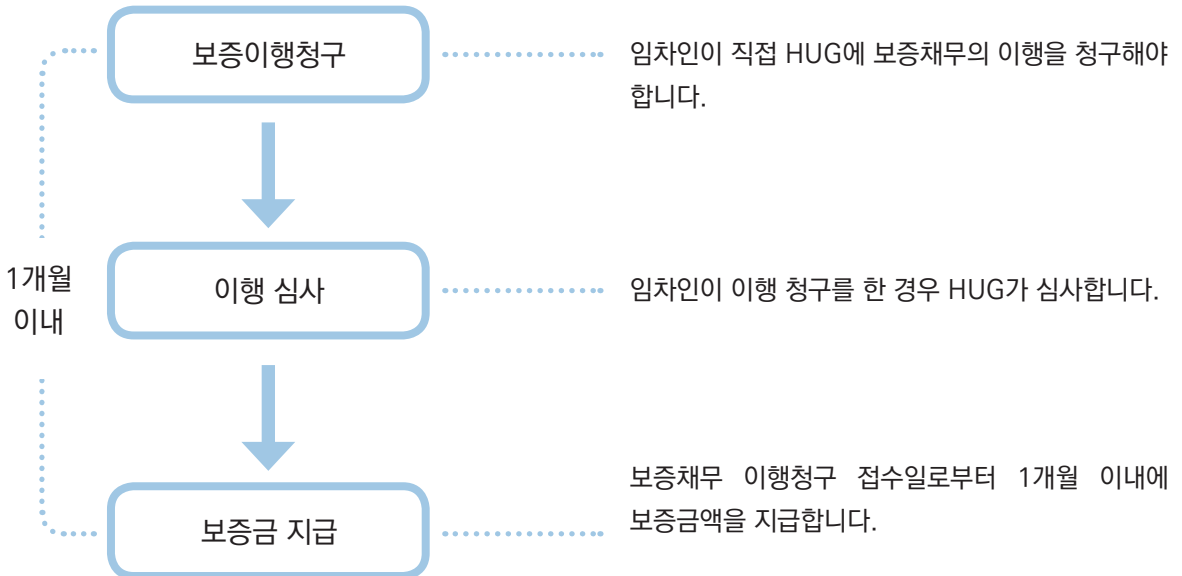 보증이행청구
임차인이 직접 HUG에 보증채무의 이행을 청구해야
합니다.
1개월
이내
이행 심사
임차인이 이행 청구를 한 경우 HUG가 심사합니다.
보증금 지급
보증채무 이행청구 접수일로부터 1개월 이내에
보증금액을 지급합니다.